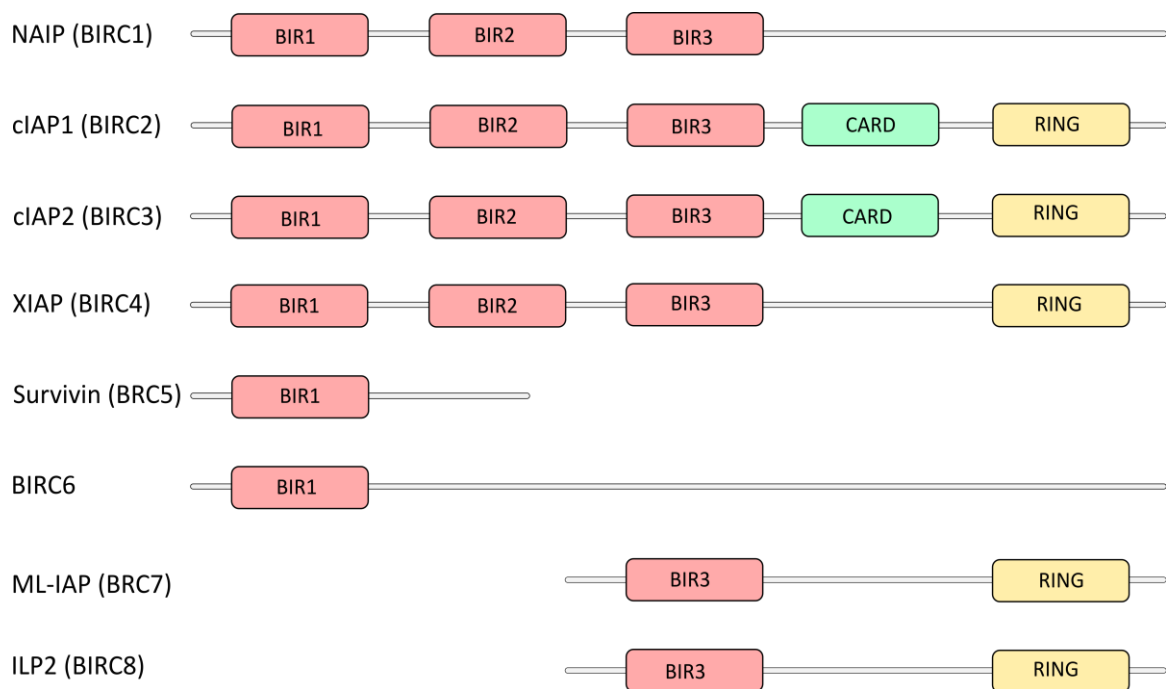 NAIP (BIRC1) BIR1 BIR2 BIR3
cIAP1 (BIRC2) BIR1 BIR2 BIR3 CARD RING
cIAP2 (BIRC3) BIR1 BIR2 BIR3 CARD RING
XIAP (BIRC4) BIR1 BIR2 BIR3 RING
Survivin (BRC5) BIR1
BIRC6 BIR1
ML-IAP (BRC7) BIR3 RING
ILP2 (BIRC8) BIR3 RING